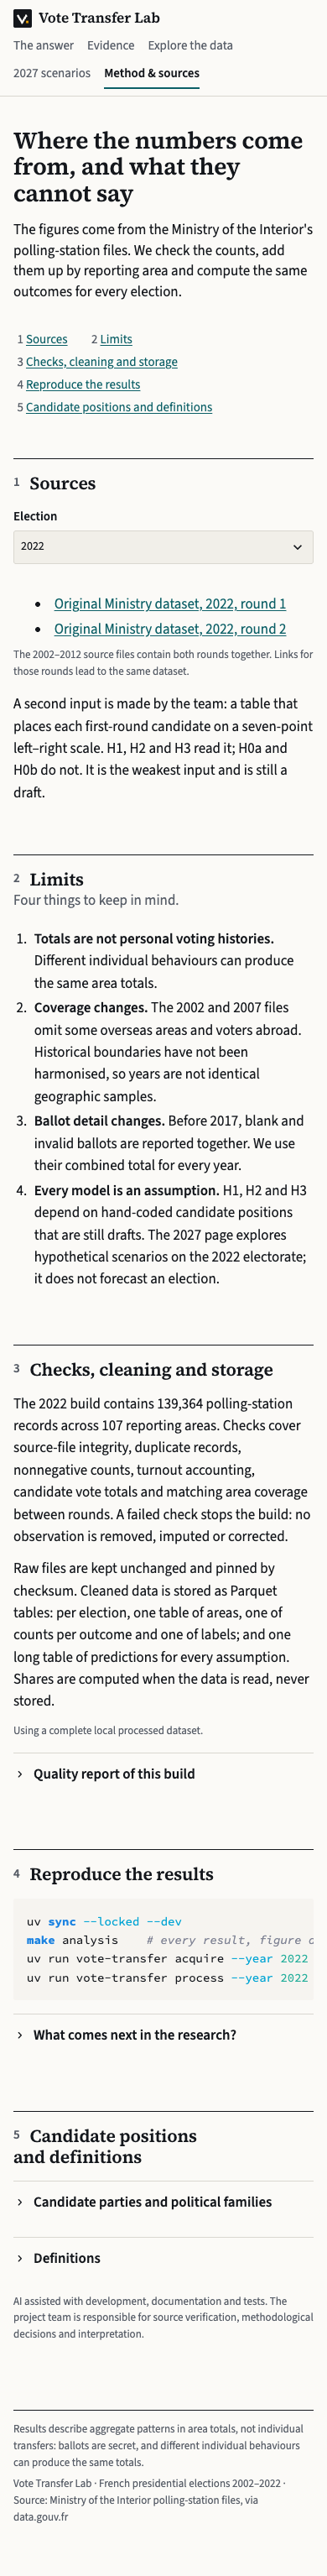 Vote Transfer Lab
The answer Evidence Explore the data
2027 scenarios Method & sources
Where the numbers come
from, and what they
cannot say
The figures come from the Ministry of the Interior's
polling-station files. We check the counts, add
them up by reporting area and compute the same
outcomes for every election.
1 Sources 2 Limits
3 Checks, cleaning and storage
4 Reproduce the results
5 Candidate positions and definitions
1 Sources
Election
2022
• Original Ministry dataset, 2022, round 1
• Original Ministry dataset, 2022, round 2
The 2002–2012 source files contain both rounds together. Links for
those rounds lead to the same dataset.
A second input is made by the team: a table that
places each first-round candidate on a seven-point
left–right scale. H1, H2 and H3 read it; H0a and
H0b do not. It is the weakest input and is still a
draft.
2 Limits
Four things to keep in mind.
1. Totals are not personal voting histories.
Different individual behaviours can produce
the same area totals.
2. Coverage changes. The 2002 and 2007 files
omit some overseas areas and voters abroad.
Historical boundaries have not been
harmonised, so years are not identical
geographic samples.
3. Ballot detail changes. Before 2017, blank and
invalid ballots are reported together. We use
their combined total for every year.
4. Every model is an assumption. H1, H2 and H3
depend on hand-coded candidate positions
that are still drafts. The 2027 page explores
hypothetical scenarios on the 2022 electorate;
it does not forecast an election.
3 Checks, cleaning and storage
The 2022 build contains 139,364 polling-station
records across 107 reporting areas. Checks cover
source-file integrity, duplicate records,
nonnegative counts, turnout accounting,
candidate vote totals and matching area coverage
between rounds. A failed check stops the build: no
observation is removed, imputed or corrected.
Raw files are kept unchanged and pinned by
checksum. Cleaned data is stored as Parquet
tables: per election, one table of areas, one of
counts per outcome and one of labels; and one
long table of predictions for every assumption.
Shares are computed when the data is read, never
stored.
Using a complete local processed dataset.
Quality report of this build
4 Reproduce the results
uv sync --locked --dev
make analysis # every result, figure
uv run vote-transfer acquire --year 2022
uv run vote-transfer process --year 2022
What comes next in the research?
5 Candidate positions
and definitions
Candidate parties and political families
Definitions
AI assisted with development, documentation and tests. The
project team is responsible for source verification, methodological
decisions and interpretation.
Results describe aggregate patterns in area totals, not individual
transfers: ballots are secret, and different individual behaviours
can produce the same totals.
Vote Transfer Lab · French presidential elections 2002–2022 ·
Source: Ministry of the Interior polling-station files, via
data.gouv.fr